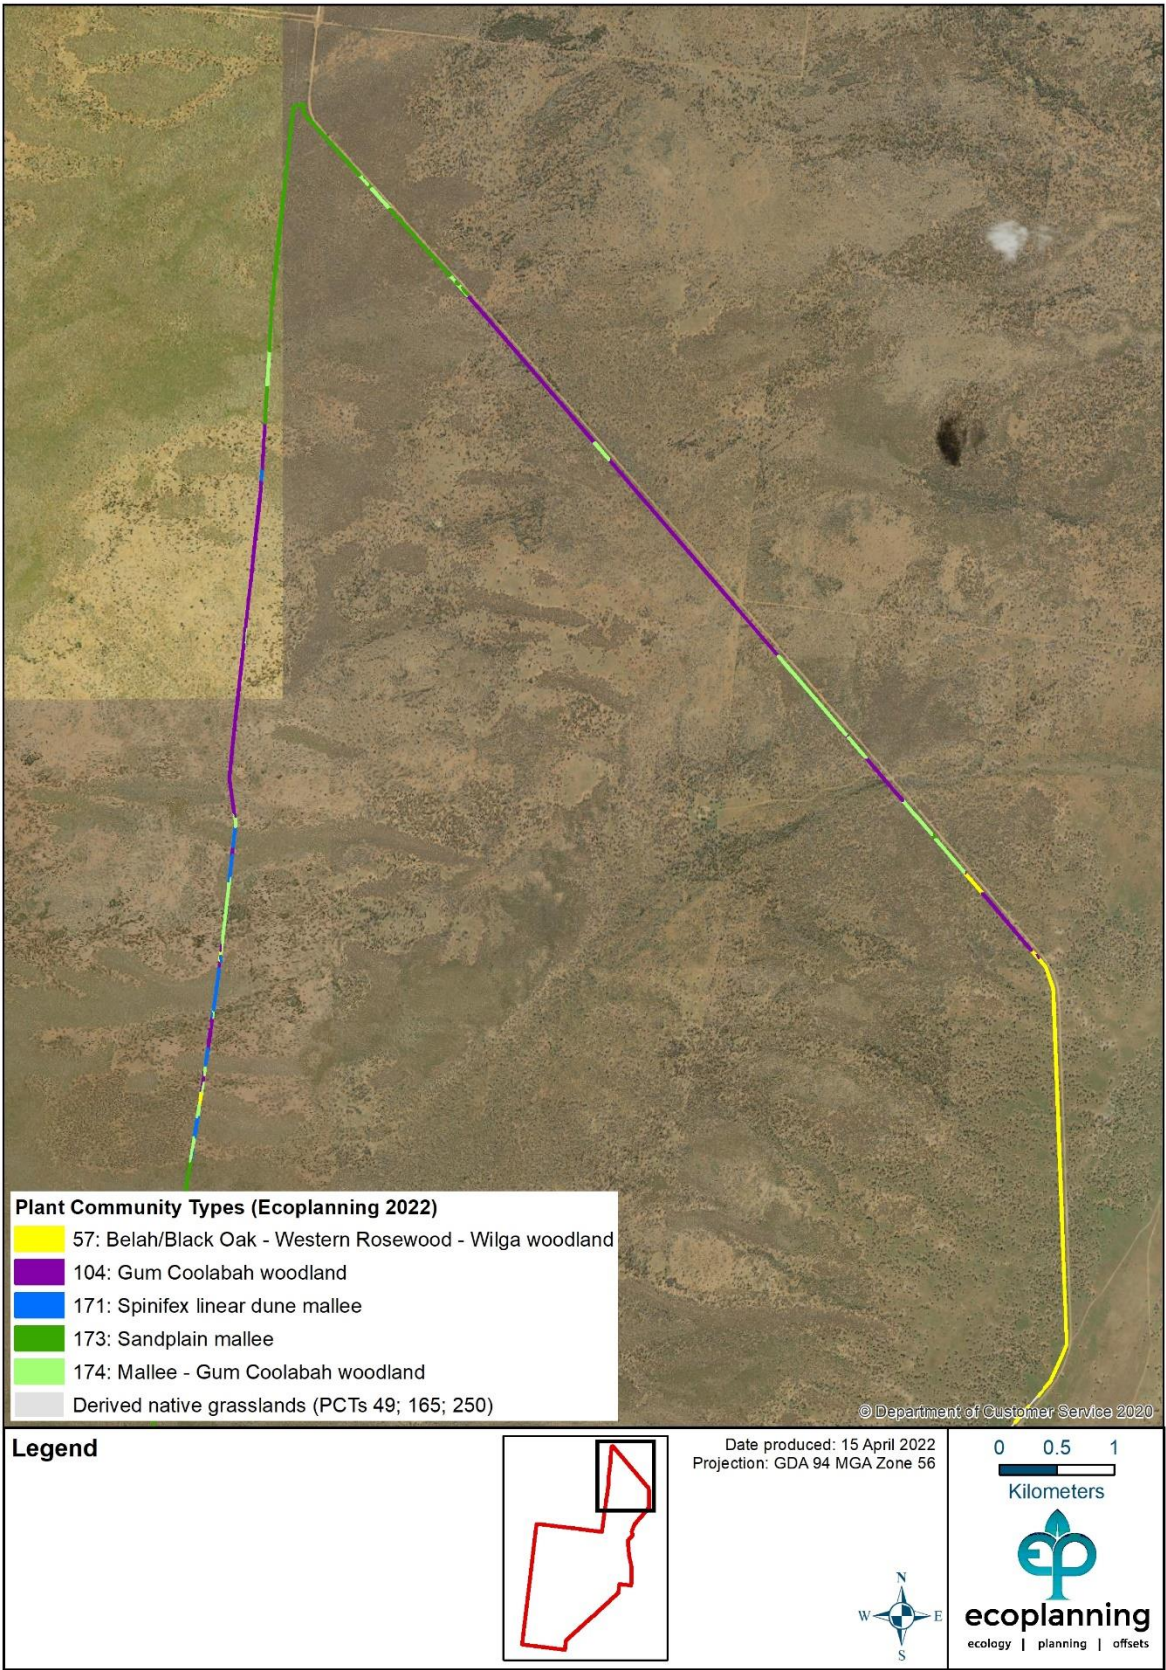 Plant Community Types (Ecoplanning 2022)
57: Belah/Black Oak - Western Rosewood - Wilga woodland
104: Gum Coolabah woodland
171: Spinifex linear dune mallee
173: Sandplain mallee
174: Mallee - Gum Coolabah woodland
Derived native grasslands (PCTs 49; 165; 250)
© Department of Customer Service 2020
Legend
Date produced: 15 April 2022
Projection: GDA 94 MGA Zone 56
N
W E
S
0 0.5 1
Kilometers
ep
ecoplanning
ecology | planning | offsets